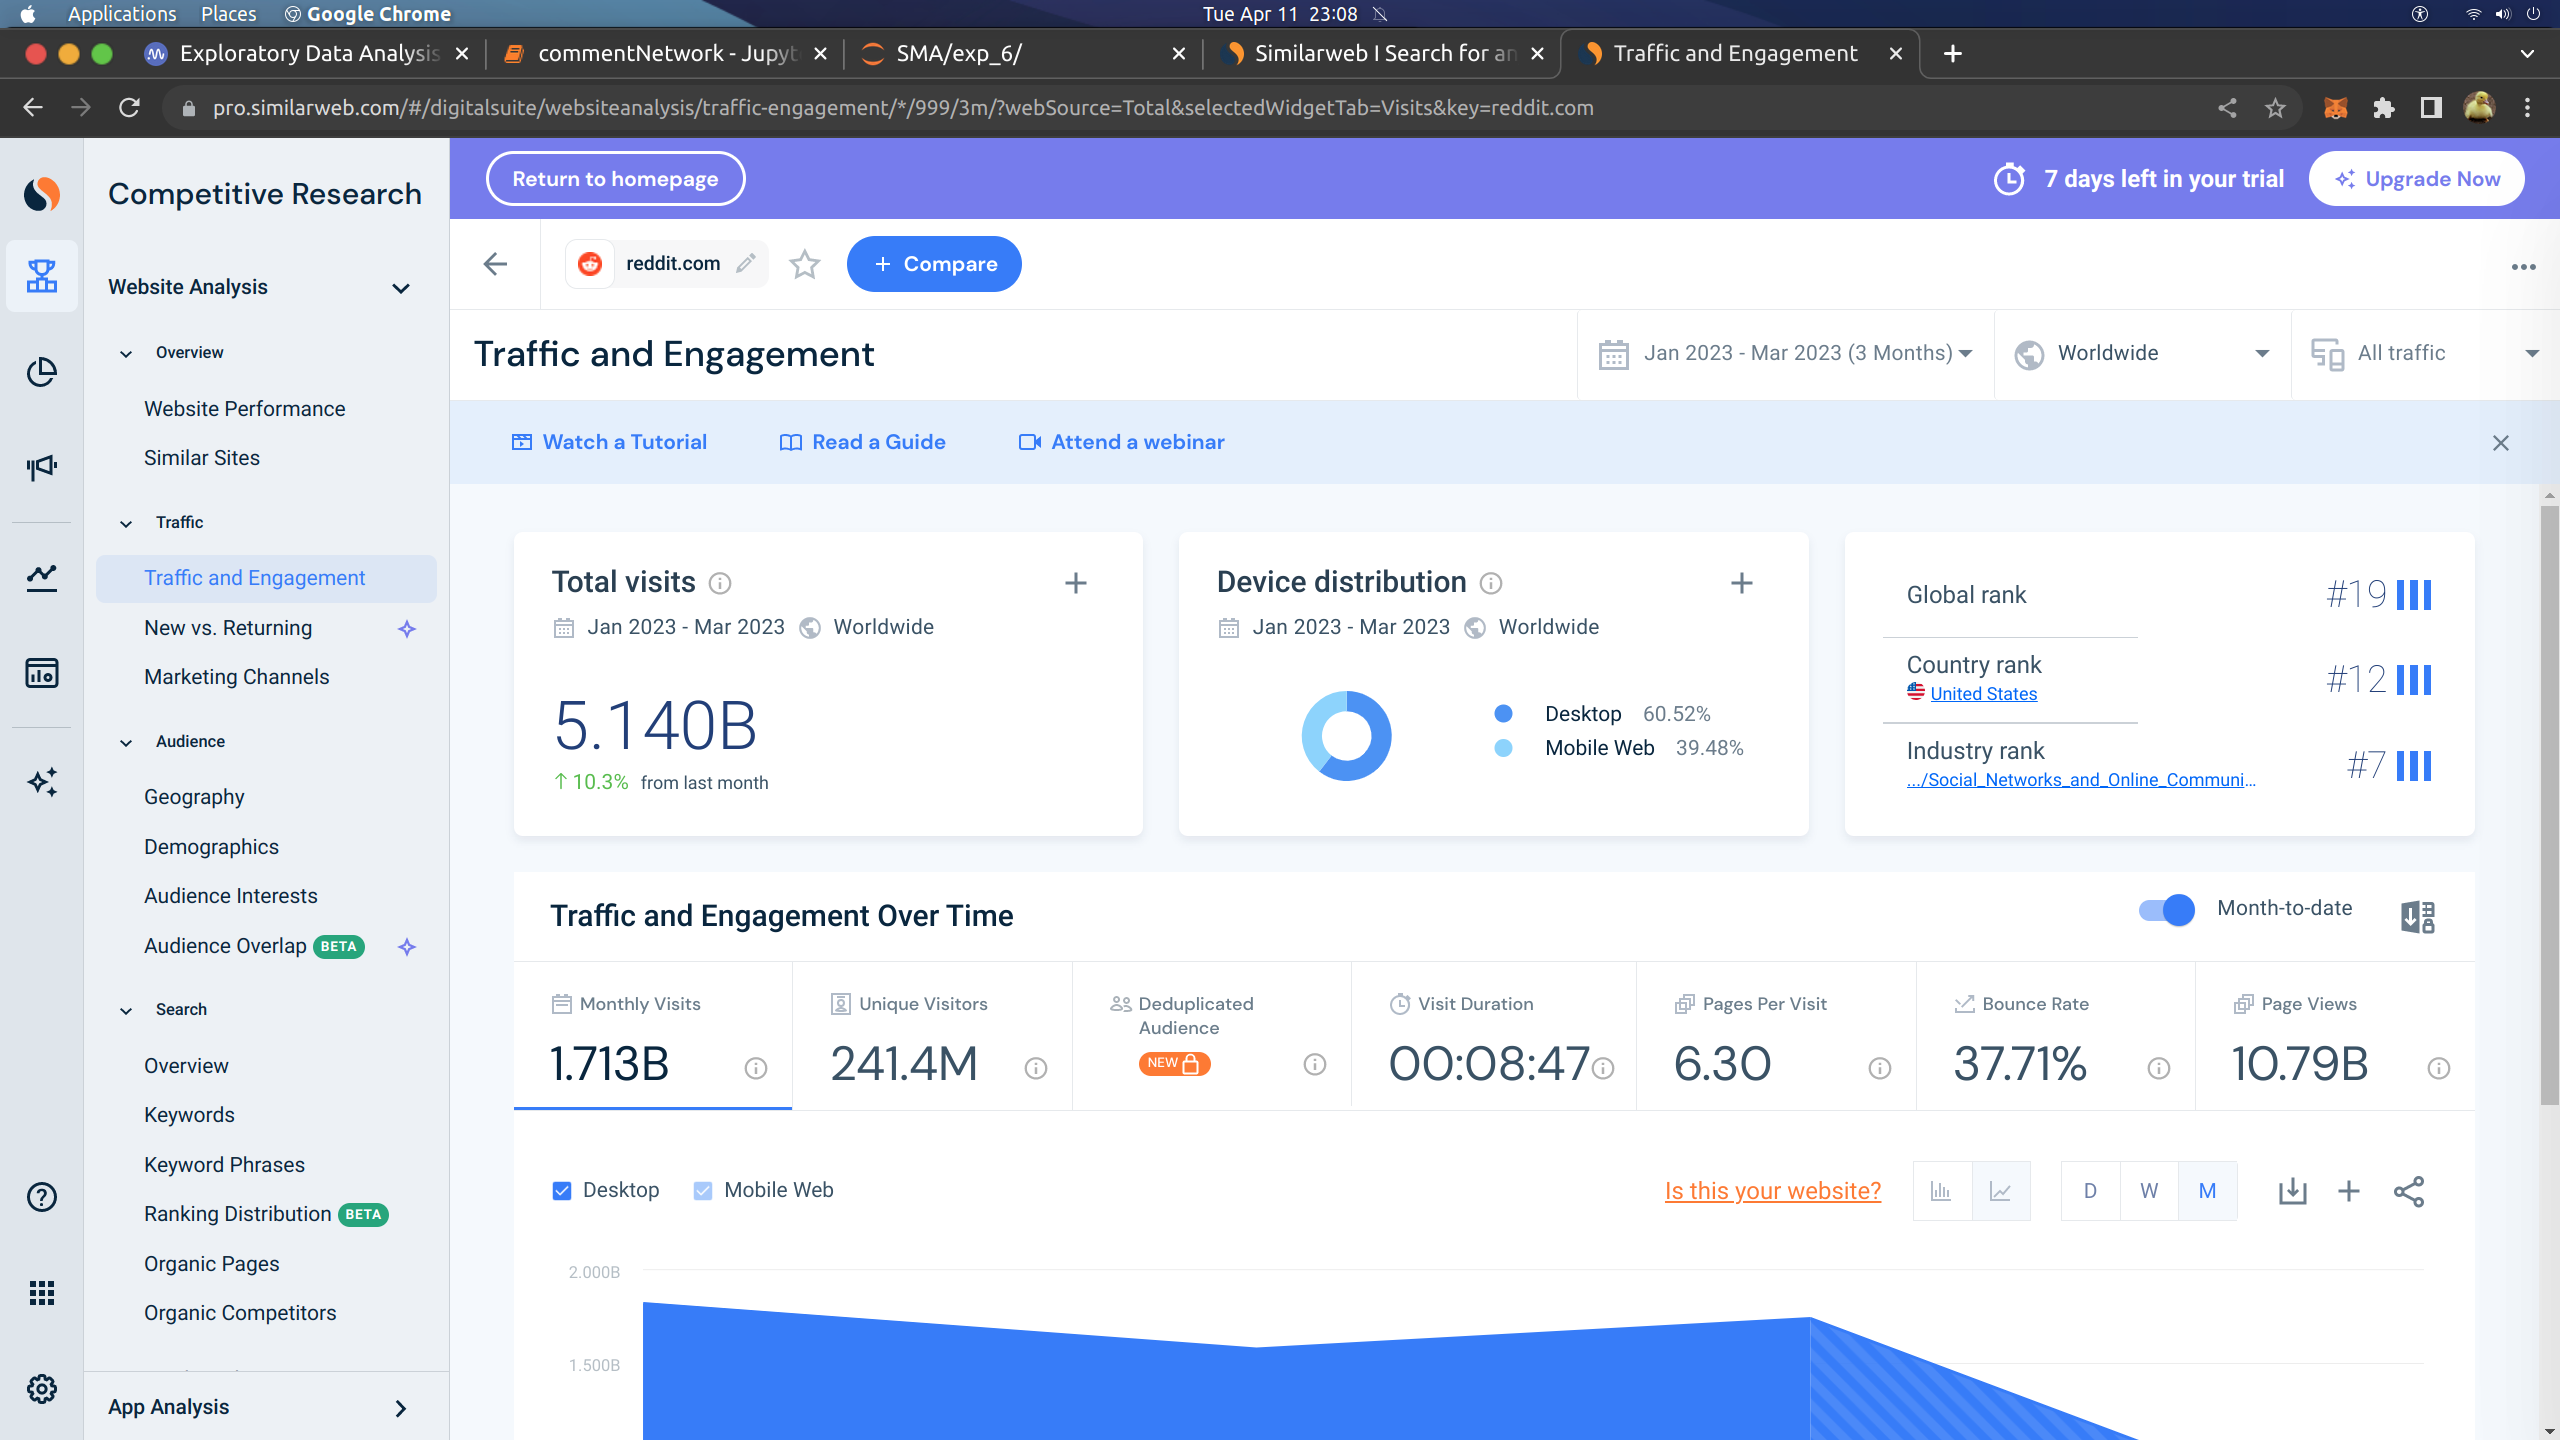 Applications Places Google Chrome Tue Apr 11 23:08
Exploratory Data Analysis
commentNetwork - Jupyt
SMA/exp_6/
Similarweb I Search for an
Traffic and Engagement
pro.similarweb.com/#/digitalsuite/websiteanalysis/traffic-engagement/*/999/3m/?webSource=Total&selectedWidgetTab=Visits&key=reddit.com
Competitive Research
Website Analysis
Overview
Website Performance
Similar Sites
Traffic
Traffic and Engagement
New vs. Returning
Marketing Channels
Audience
Geography
Demographics
Audience Interests
Audience Overlap BETA
Search
Overview
Keywords
Keyword Phrases
Ranking Distribution BETA
Organic Pages
Organic Competitors
App Analysis
Return to homepage
7 days left in your trial
Upgrade Now
reddit.com
+ Compare
Traffic and Engagement
Jan 2023 - Mar 2023 (3 Months)
Worldwide
All traffic
Watch a Tutorial
Read a Guide
Attend a webinar
Total visits
Jan 2023 - Mar 2023 Worldwide
5.140B
↑ 10.3% from last month
Device distribution
Jan 2023 - Mar 2023 Worldwide
Desktop 60.52%
Mobile Web 39.48%
Global rank #19
Country rank #12
United States
Industry rank #7
.../Social_Networks_and_Online_Communi...
Traffic and Engagement Over Time
Month-to-date
Monthly Visits
1.713B
Unique Visitors
241.4M
Deduplicated
Audience
NEW
Visit Duration
00:08:47
Pages Per Visit
6.30
Bounce Rate
37.71%
Page Views
10.79B
Desktop
Mobile Web
Is this your website?
D W M
2.000B
1.500B